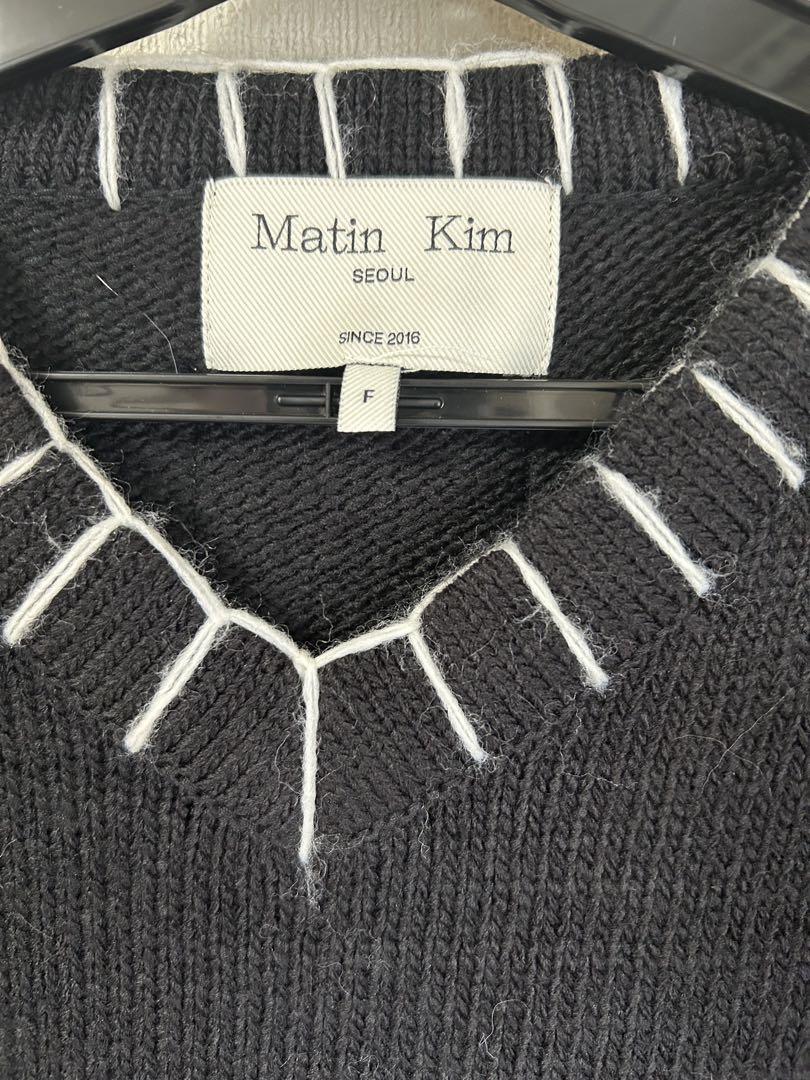 Matin Kim
SEOUL
SINCE 2016
F